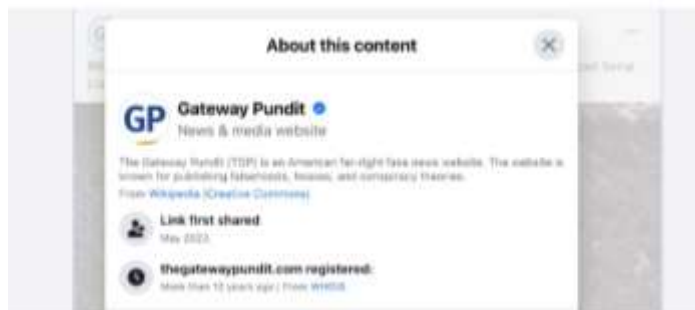 About this content
GP
Gateway Pundit
News & media website
The Gateway Pundit (TGP) is an American far-right fake news website. The website is
known for publishing falsehoods, hoaxes, and conspiracy theories.
From Wikipedia (Creative Commons)
Link first shared
May 2023
thegatewaypundit.com registered:
More than 10 years ago | From WHOIS